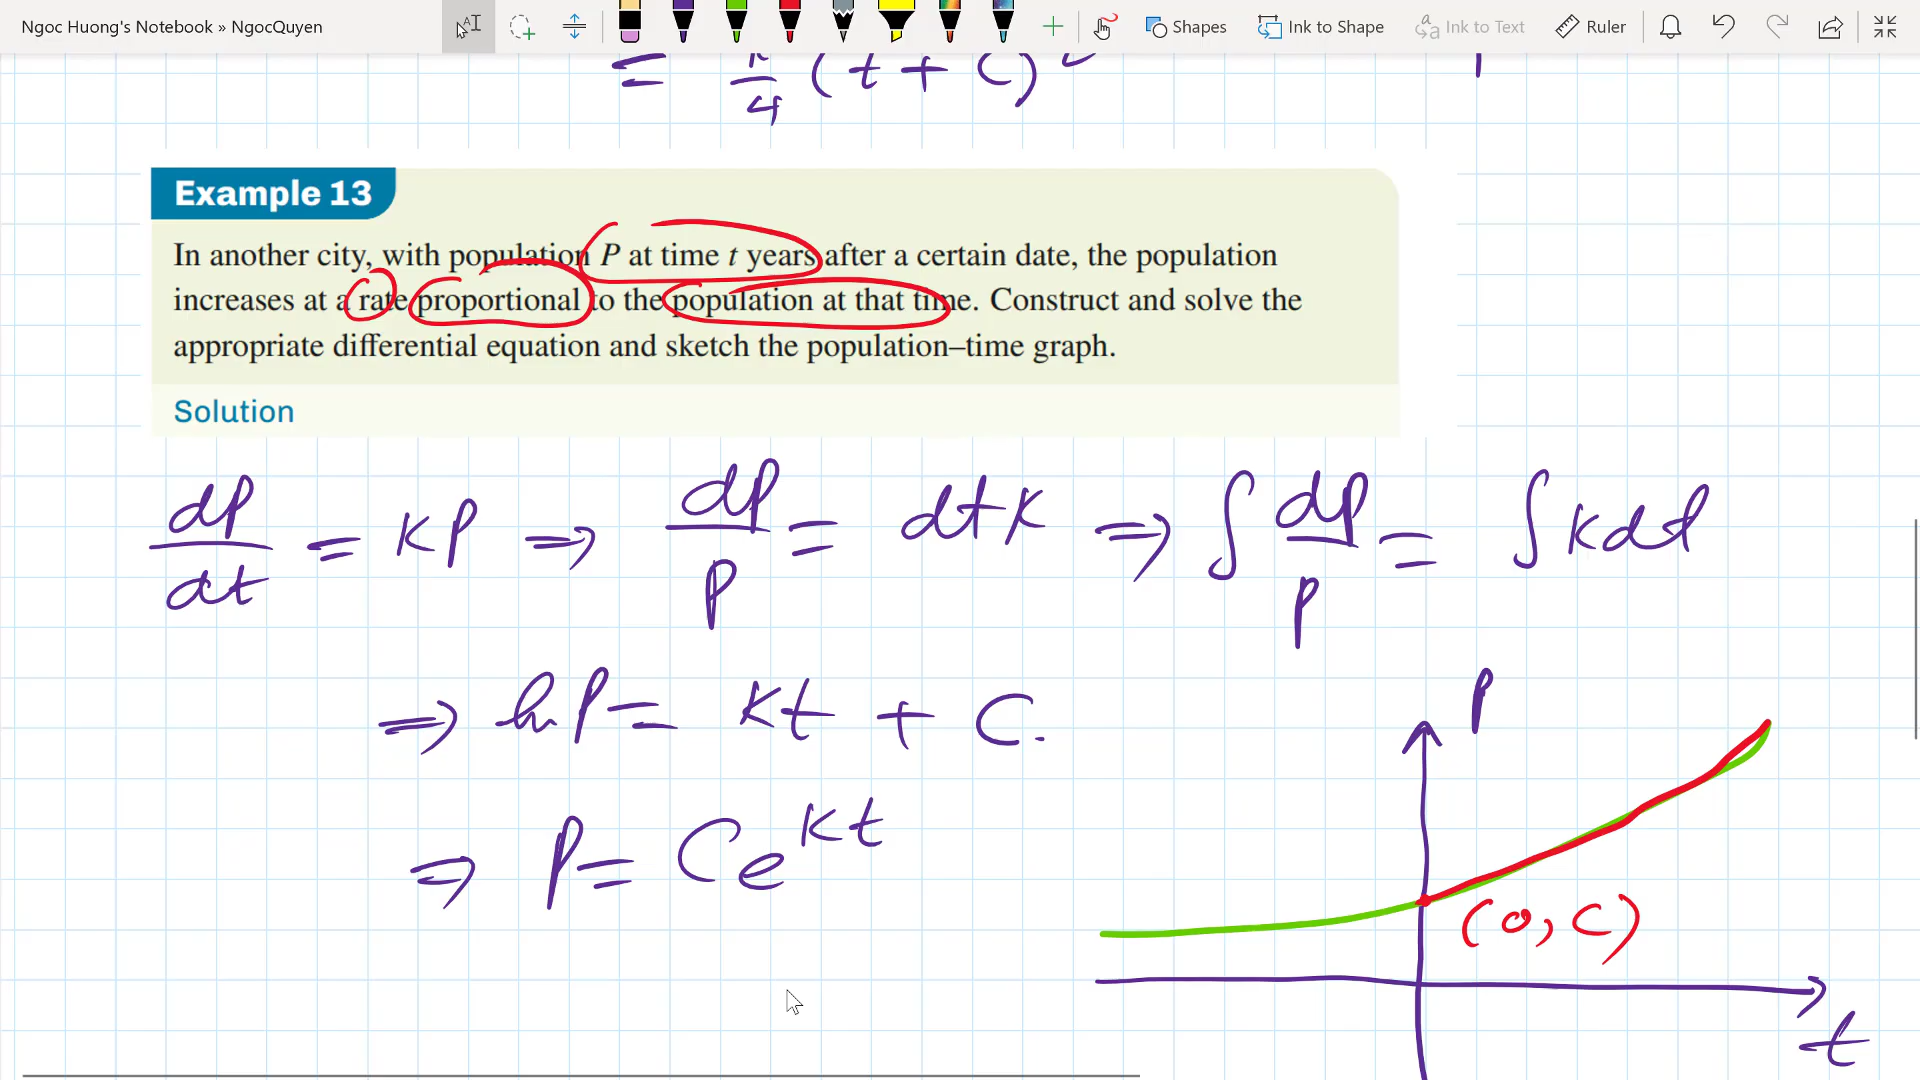 Ngoc Huong's Notebook » NgocQuyen
Shapes
Ink to Shape
Ink to Text
Ruler
= π/4 (t + C)²
Example 13
In another city, with population P at time t years after a certain date, the population
increases at a rate proportional to the population at that time. Construct and solve the
appropriate differential equation and sketch the population–time graph.
Solution
dP/dt = KP ⇒ dP/P = dt K ⇒ ∫ dP/P = ∫ K dt
⇒ ln P = Kt + C.
P
⇒ P = Ce^Kt
(0, C)
t